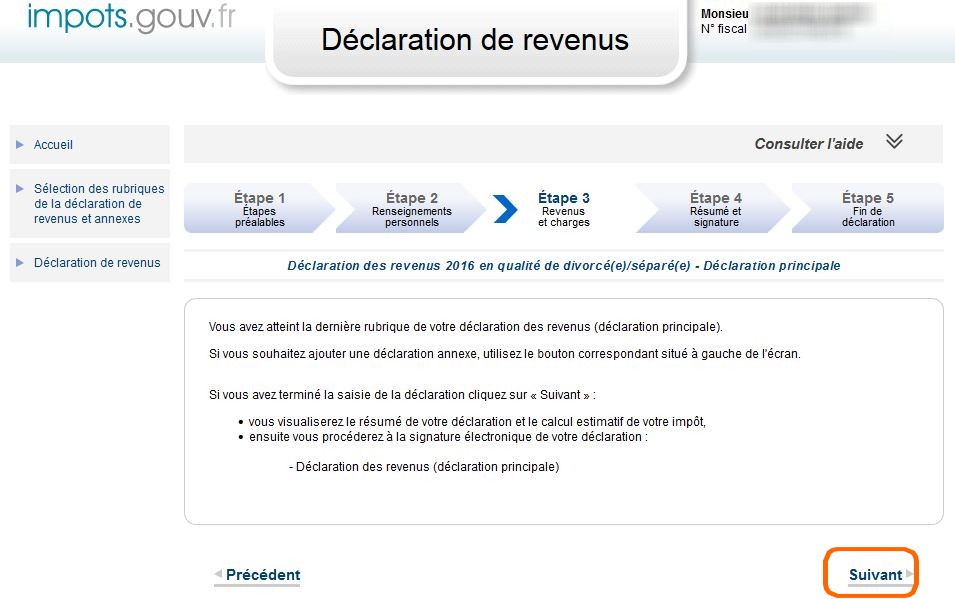 impots.gouv.fr
Déclaration de revenus
Monsieu
N° fiscal
Accueil
Sélection des rubriques
de la déclaration de
revenus et annexes
Déclaration de revenus
Consulter l'aide
Étape 1
Étapes
préalables
Étape 2
Renseignements
personnels
Étape 3
Revenus
et charges
Étape 4
Résumé et
signature
Étape 5
Fin de
déclaration
Déclaration des revenus 2016 en qualité de divorcé(e)/séparé(e) - Déclaration principale
Vous avez atteint la dernière rubrique de votre déclaration des revenus (déclaration principale).
Si vous souhaitez ajouter une déclaration annexe, utilisez le bouton correspondant situé à gauche de l'écran.
Si vous avez terminé la saisie de la déclaration cliquez sur « Suivant » :
• vous visualiserez le résumé de votre déclaration et le calcul estimatif de votre impôt,
• ensuite vous procéderez à la signature électronique de votre déclaration :
- Déclaration des revenus (déclaration principale)
Précédent
Suivant